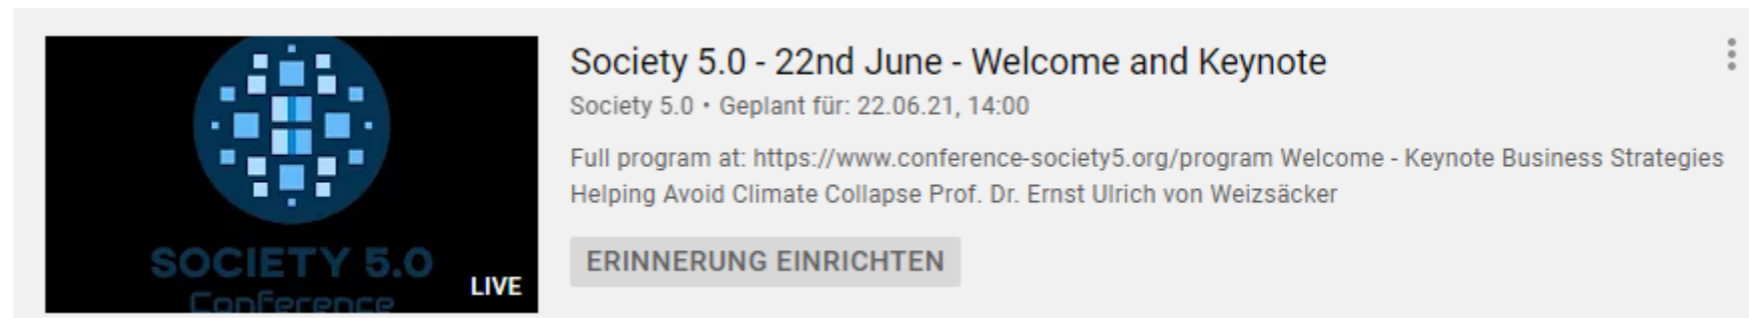 Society 5.0 - 22nd June - Welcome and Keynote
Society 5.0 • Geplant für: 22.06.21, 14:00
Full program at: https://www.conference-society5.org/program Welcome - Keynote Business Strategies
Helping Avoid Climate Collapse Prof. Dr. Ernst Ulrich von Weizsäcker
ERINNERUNG EINRICHTEN
SOCIETY 5.0
Conference
LIVE